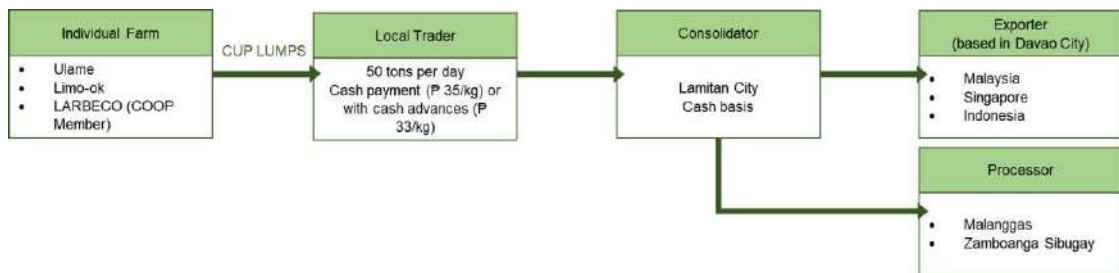 Individual Farm
• Ulame
• Limo-ok
• LARBECO (COOP
Member)
CUP LUMPS
Local Trader
50 tons per day
Cash payment (₱ 35/kg) or
with cash advances (₱
33/kg)
Consolidator
Lamitan City
Cash basis
Exporter
(based in Davao City)
• Malaysia
• Singapore
• Indonesia
Processor
• Malanggas
• Zamboanga Sibugay